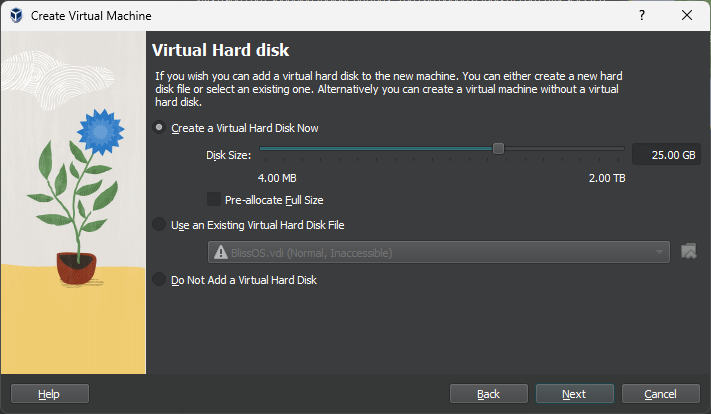 Create Virtual Machine
?
Virtual Hard disk
If you wish you can add a virtual hard disk to the new machine. You can either create a new hard
disk file or select an existing one. Alternatively you can create a virtual machine without a virtual
hard disk.
Create a Virtual Hard Disk Now
Disk Size:
25.00 GB
4.00 MB
2.00 TB
Pre-allocate Full Size
Use an Existing Virtual Hard Disk File
BlissOS.vdi (Normal, Inaccessible)
Do Not Add a Virtual Hard Disk
Help
Back
Next
Cancel